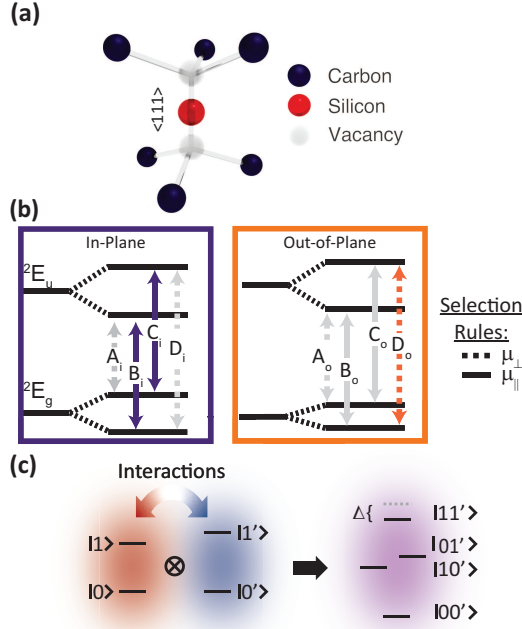 (a)
<111>
Carbon
Silicon
Vacancy
(b)
In-Plane
²Eᵤ
²E_g
A_i
B_i
C_i
D_i
Out-of-Plane
A_o
B_o
C_o
D_o
Selection
Rules:
μ_⊥
μ_∥
(c)
Interactions
|1>
|0>
⊗
|1'>
|0'>
Δ{
|11'>
|01'>
|10'>
|00'>